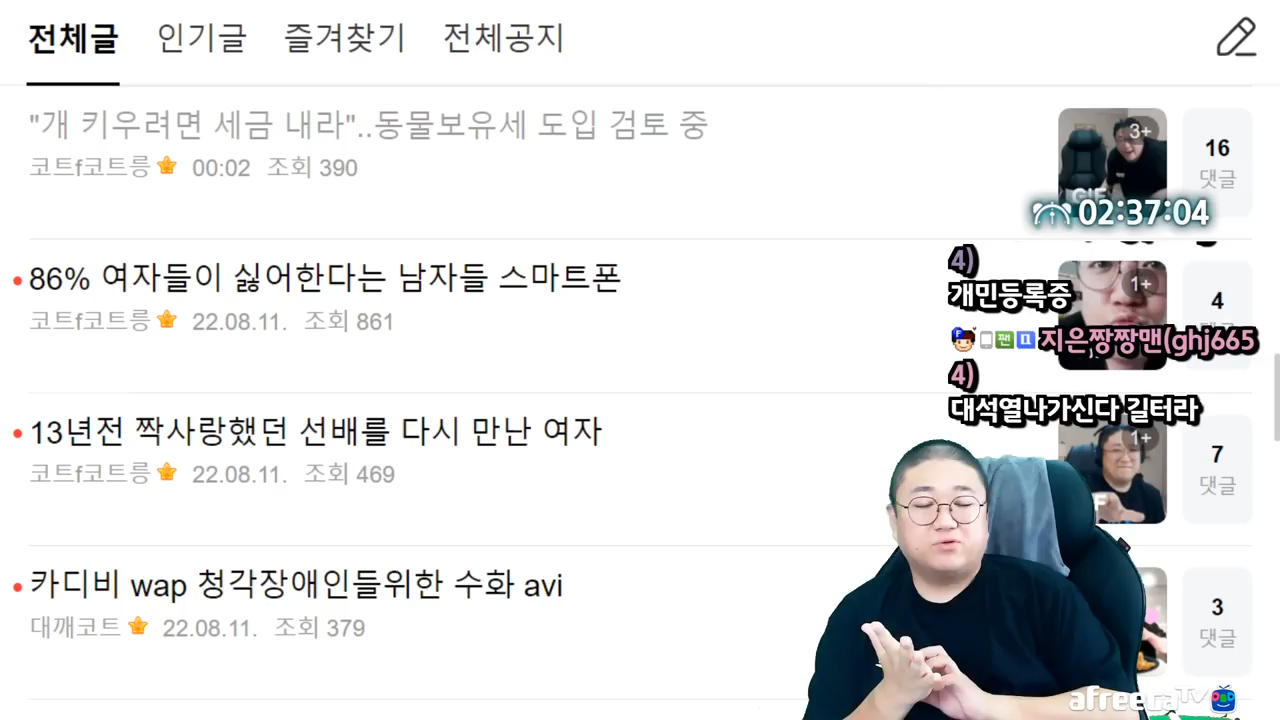 전체글 인기글 즐겨찾기 전체공지
"개 키우려면 세금 내라"..동물보유세 도입 검토 중
코트f코트릉 00:02 조회 390
3+
16
댓글
GIF
02:37:04
86% 여자들이 싫어한다는 남자들 스마트폰
코트f코트릉 22.08.11. 조회 861
1+
4
4)
개민등록증
지은짱짱맨(ghj665
4)
대석열나가신다 길터라
13년전 짝사랑했던 선배를 다시 만난 여자
코트f코트릉 22.08.11. 조회 469
1+
7
댓글
카디비 wap 청각장애인들위한 수화 avi
대깨코트 22.08.11. 조회 379
3
댓글
afreecaTV